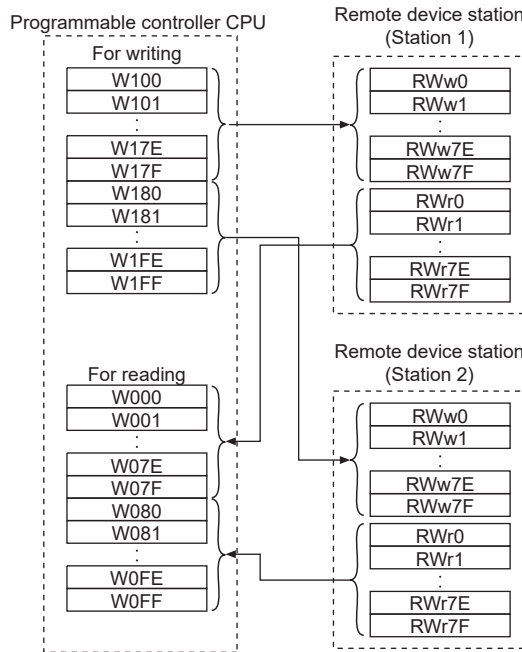 Programmable controller CPU
For writing
W100
W101
:
W17E
W17F
W180
W181
:
W1FE
W1FF
For reading
W000
W001
:
W07E
W07F
W080
W081
:
W0FE
W0FF
Remote device station
(Station 1)
RWw0
RWw1
:
RWw7E
RWw7F
RWr0
RWr1
:
RWr7E
RWr7F
Remote device station
(Station 2)
RWw0
RWw1
:
RWw7E
RWw7F
RWr0
RWr1
:
RWr7E
RWr7F